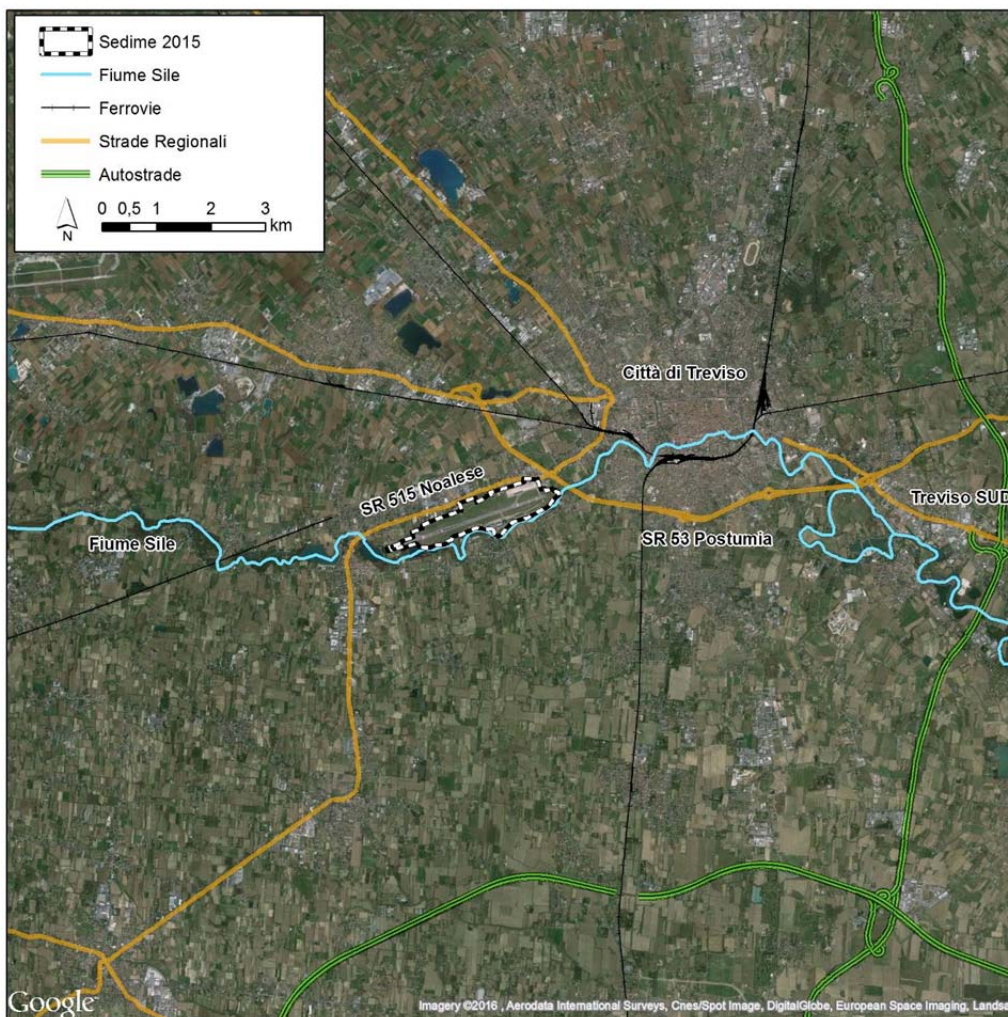 Sedime 2015
Fiume Sile
Ferrovie
Strade Regionali
Autostrade
N
0 0,5 1 2 3
km
Città di Treviso
SR 515 Noalese
Treviso SUD
Fiume Sile
SR 53 Postumia
Google
Imagery ©2016 , Aerodata International Surveys, Cnes/Spot Image, DigitalGlobe, European Space Imaging, Landsa